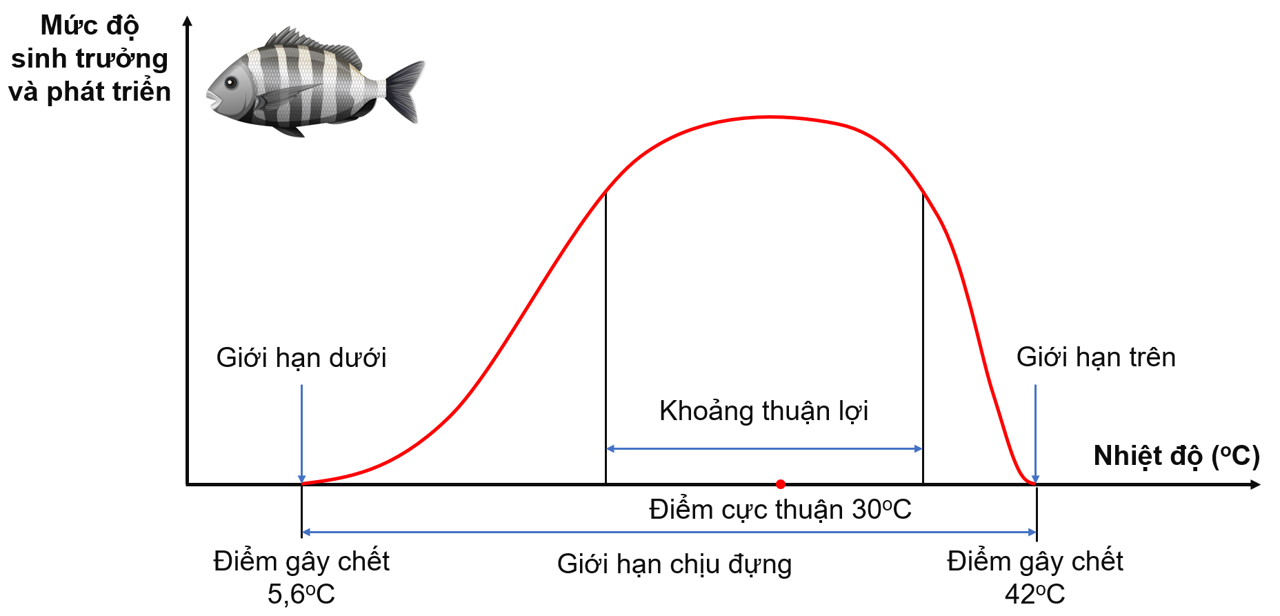 Mức độ
sinh trưởng
và phát triển
Giới hạn dưới
Giới hạn trên
Khoảng thuận lợi
Nhiệt độ (ºC)
Điểm cực thuận 30ºC
Điểm gây chết
5,6ºC
Giới hạn chịu đựng
Điểm gây chết
42ºC